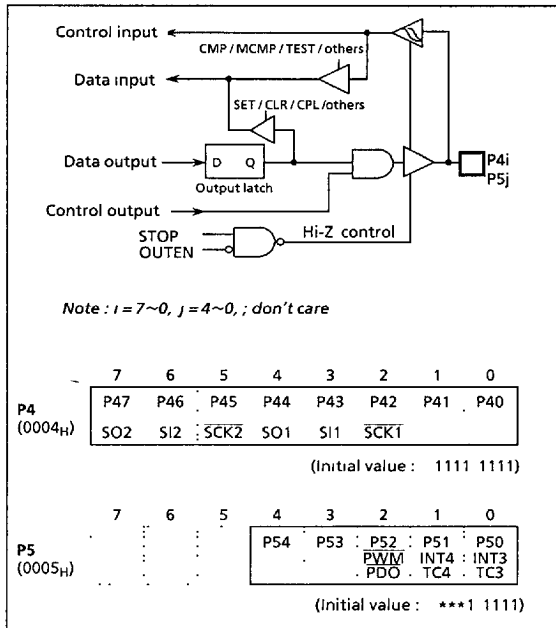 Control input
CMP / MCMP / TEST / others
Data input
SET / CLR / CPL /others
Data output
D Q
Output latch
P4i
P5j
Control output
STOP
OUTEN
Hi-Z control
Note : i = 7~0, j = 4~0, ; don't care
7 6 5 4 3 2 1 0
P4
(0004H)
P47 P46 P45 P44 P43 P42 P41 P40
SO2 SI2 S̅C̅K̅2̅ SO1 SI1 S̅C̅K̅1̅
(Initial value : 1111 1111)
7 6 5 4 3 2 1 0
P5
(0005H)
P54 P53 P52 P51 P50
P̅W̅M̅ INT4 INT3
P̅D̅O̅ TC4 TC3
(Initial value : ***1 1111)